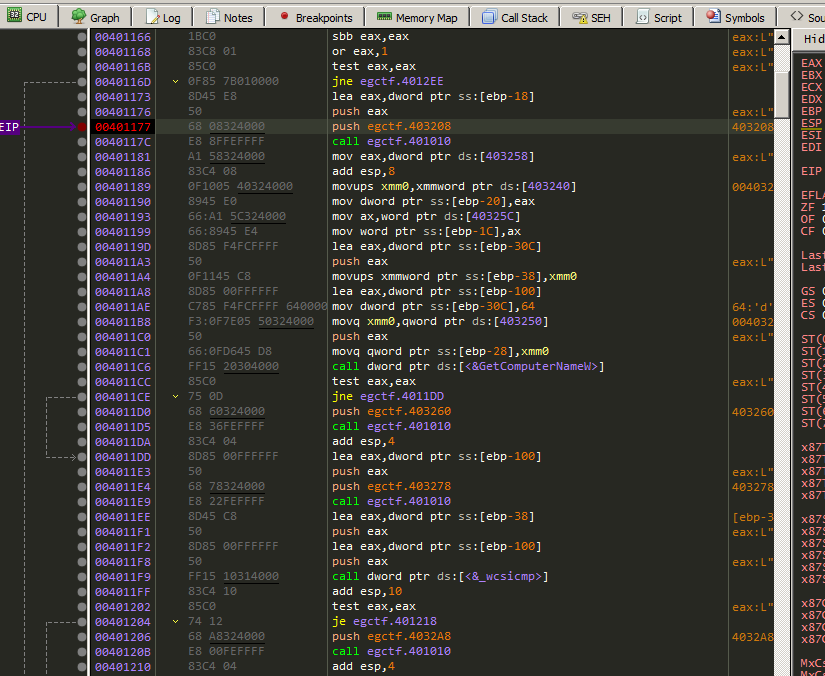 CPU Graph Log Notes Breakpoints Memory Map Call Stack SEH Script Symbols Sou
Hid
00401166 1BC0 sbb eax,eax eax:L"
00401168 83C8 01 or eax,1 eax:L"
0040116B 85C0 test eax,eax eax:L"
0040116D 0F85 7B010000 jne egctf.4012EE
00401173 8D45 E8 lea eax,dword ptr ss:[ebp-18]
00401176 50 push eax eax:L"
EIP 00401177 68 08324000 push egctf.403208 403208
0040117C E8 8FFEFFFF call egctf.401010
00401181 A1 58324000 mov eax,dword ptr ds:[403258] eax:L"
00401186 83C4 08 add esp,8
00401189 0F1005 40324000 movups xmm0,xmmword ptr ds:[403240] 004032
00401190 8945 E0 mov dword ptr ss:[ebp-20],eax
00401193 66:A1 5C324000 mov ax,word ptr ds:[40325C]
00401199 66:8945 E4 mov word ptr ss:[ebp-1C],ax
0040119D 8D85 F4FCFFFF lea eax,dword ptr ss:[ebp-30C]
004011A3 50 push eax eax:L"
004011A4 0F1145 C8 movups xmmword ptr ss:[ebp-38],xmm0
004011A8 8D85 00FFFFFF lea eax,dword ptr ss:[ebp-100]
004011AE C785 F4FCFFFF 640000 mov dword ptr ss:[ebp-30C],64 64:'d'
004011B8 F3:0F7E05 50324000 movq xmm0,qword ptr ds:[403250] 004032
004011C0 50 push eax eax:L"
004011C1 66:0FD645 D8 movq qword ptr ss:[ebp-28],xmm0
004011C6 FF15 20304000 call dword ptr ds:[<&GetComputerNameW>]
004011CC 85C0 test eax,eax eax:L"
004011CE 75 0D jne egctf.4011DD
004011D0 68 60324000 push egctf.403260 403260
004011D5 E8 36FEFFFF call egctf.401010
004011DA 83C4 04 add esp,4
004011DD 8D85 00FFFFFF lea eax,dword ptr ss:[ebp-100]
004011E3 50 push eax eax:L"
004011E4 68 78324000 push egctf.403278 403278
004011E9 E8 22FEFFFF call egctf.401010
004011EE 8D45 C8 lea eax,dword ptr ss:[ebp-38] [ebp-3
004011F1 50 push eax eax:L"
004011F2 8D85 00FFFFFF lea eax,dword ptr ss:[ebp-100]
004011F8 50 push eax eax:L"
004011F9 FF15 10314000 call dword ptr ds:[<&_wcsicmp>]
004011FF 83C4 10 add esp,10
00401202 85C0 test eax,eax eax:L"
00401204 74 12 je egctf.401218
00401206 68 A8324000 push egctf.4032A8 4032A8
0040120B E8 00FEFFFF call egctf.401010
00401210 83C4 04 add esp,4
EAX
EBX
ECX
EDX
EBP
ESP
ESI
EDI
EIP
EFLA
ZF
OF
CF
Last
Last
GS
ES
CS
ST(
ST(
ST(
ST(
ST(
ST(
ST(
ST(
x87T
x87T
x87T
x87T
x87S
x87S
x87S
x87S
x87S
x87C
x87C
x87C
MxCs
MxCs